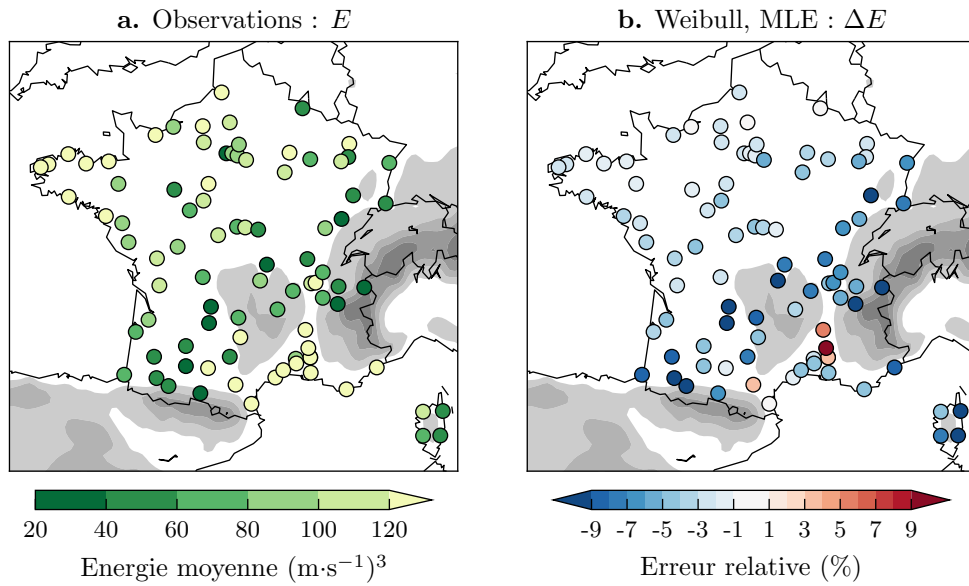 a. Observations : E
b. Weibull, MLE : ΔE
20 40 60 80 100 120
-9 -7 -5 -3 -1 1 3 5 7 9
Energie moyenne (m·s⁻¹)³
Erreur relative (%)